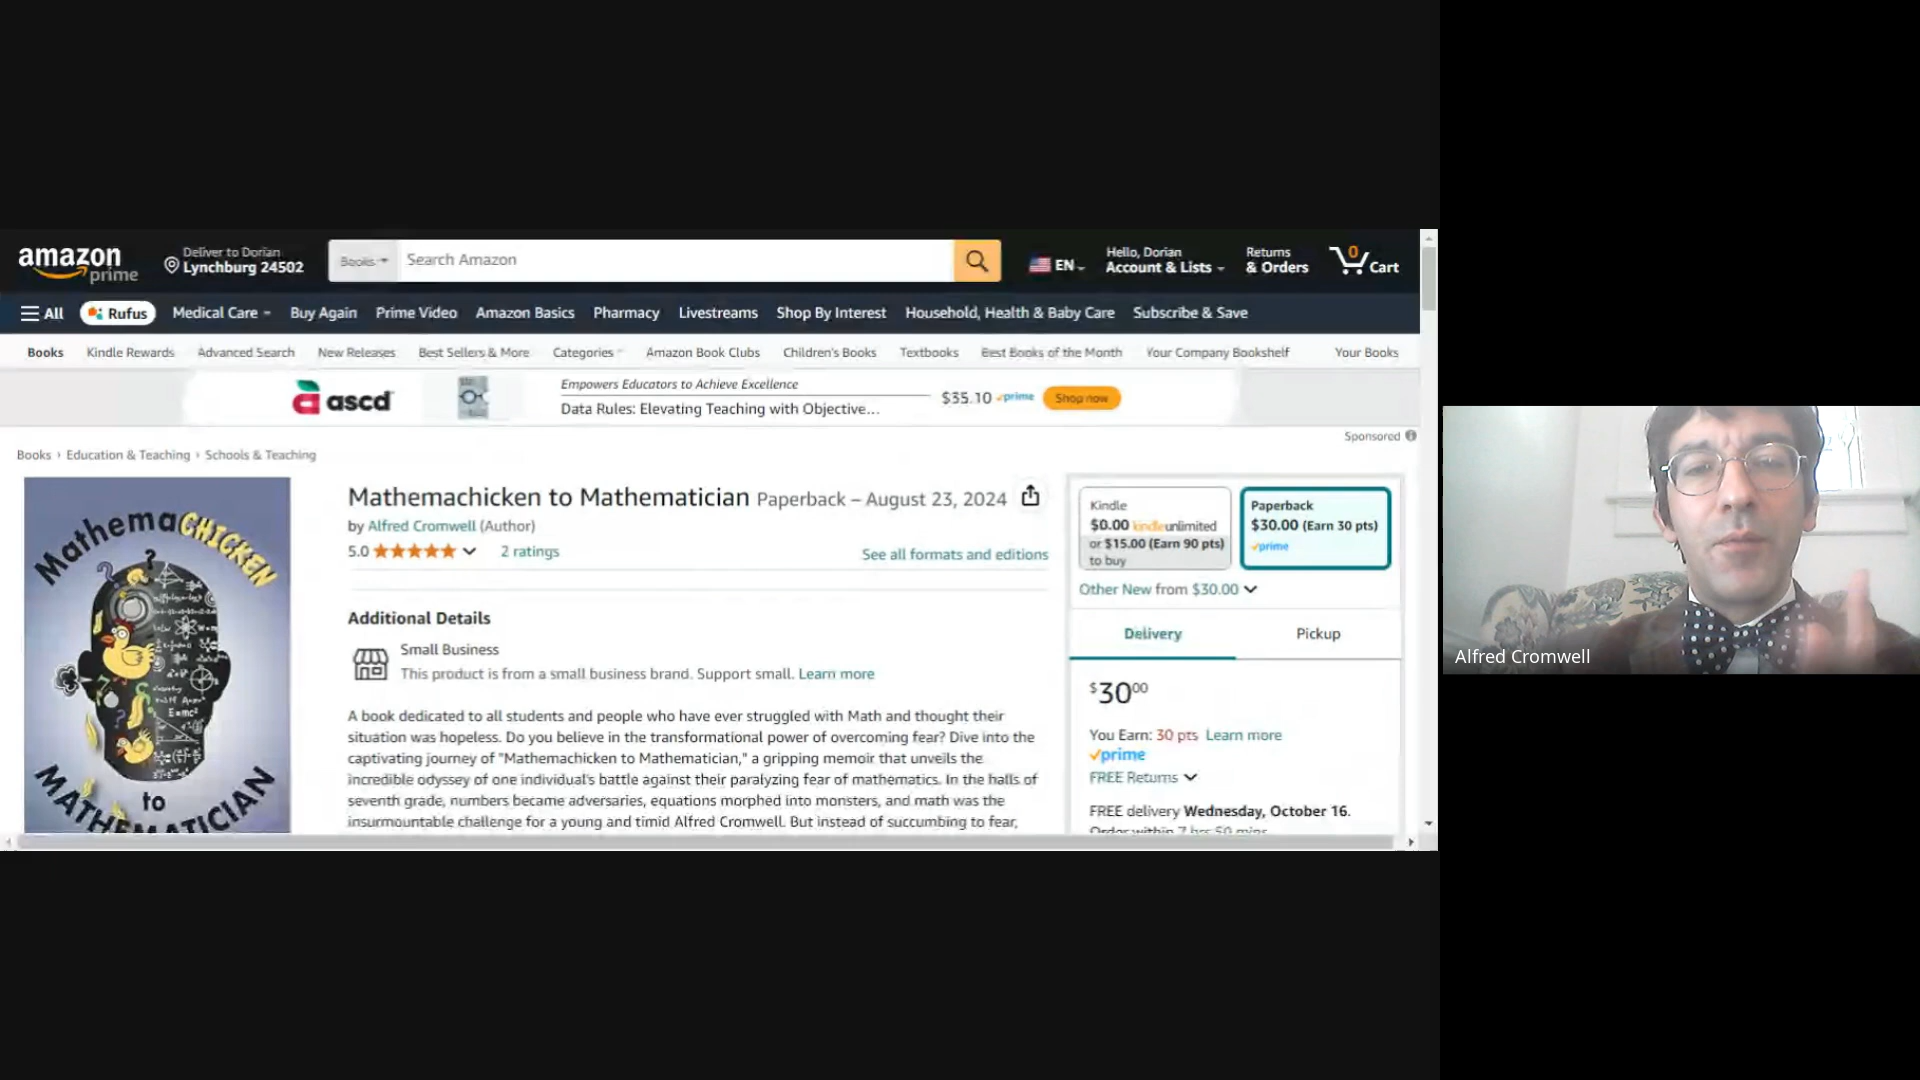 amazon
prime
Deliver to Dorian
Lynchburg 24502
Books
Search Amazon
EN
Hello, Dorian
Account & Lists
Returns
& Orders
0
Cart
All
Rufus
Medical Care
Buy Again
Prime Video
Amazon Basics
Pharmacy
Livestreams
Shop By Interest
Household, Health & Baby Care
Subscribe & Save
Books
Kindle Rewards
Advanced Search
New Releases
Best Sellers & More
Categories
Amazon Book Clubs
Children's Books
Textbooks
Best Books of the Month
Your Company Bookshelf
Your Books
ascd
Empowers Educators to Achieve Excellence
Data Rules: Elevating Teaching with Objective...
$35.10 prime
Shop now
Sponsored
Books › Education & Teaching › Schools & Teaching
MathemaCHICKEN
to
MATHEMATICIAN
E=mc²
Mathemachicken to Mathematician Paperback – August 23, 2024
by Alfred Cromwell (Author)
5.0
2 ratings
See all formats and editions
Additional Details
Small Business
This product is from a small business brand. Support small. Learn more
A book dedicated to all students and people who have ever struggled with Math and thought their
situation was hopeless. Do you believe in the transformational power of overcoming fear? Dive into the
captivating journey of "Mathemachicken to Mathematician," a gripping memoir that unveils the
incredible odyssey of one individual's battle against their paralyzing fear of mathematics. In the halls of
seventh grade, numbers became adversaries, equations morphed into monsters, and math was the
insurmountable challenge for a young and timid Alfred Cromwell. But instead of succumbing to fear,
Kindle
$0.00 kindleunlimited
or $15.00 (Earn 90 pts)
to buy
Paperback
$30.00 (Earn 30 pts)
prime
Other New from $30.00
Delivery
Pickup
$3000
You Earn: 30 pts Learn more
prime
FREE Returns
FREE delivery Wednesday, October 16.
Order within 7 hrs 50 mins
Alfred Cromwell